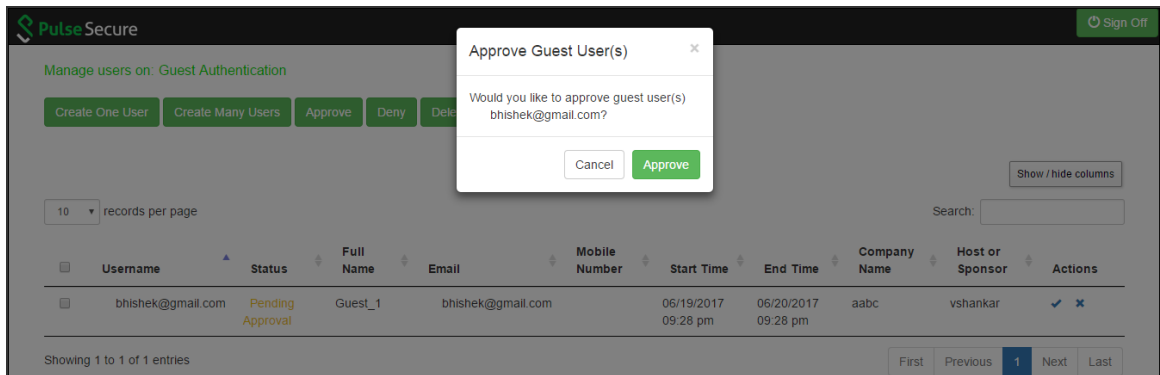 Pulse Secure
Sign Off
Approve Guest User(s)
×
Manage users on: Guest Authentication
Would you like to approve guest user(s)
bhishek@gmail.com?
Create One User Create Many Users Approve Deny Dele
Cancel Approve
Show / hide columns
10 records per page
Search:
Username Status Full Name Email Mobile Number Start Time End Time Company Name Host or Sponsor Actions
bhishek@gmail.com Pending Approval Guest_1 bhishek@gmail.com 06/19/2017 09:28 pm 06/20/2017 09:28 pm aabc vshankar
Showing 1 to 1 of 1 entries
First Previous 1 Next Last